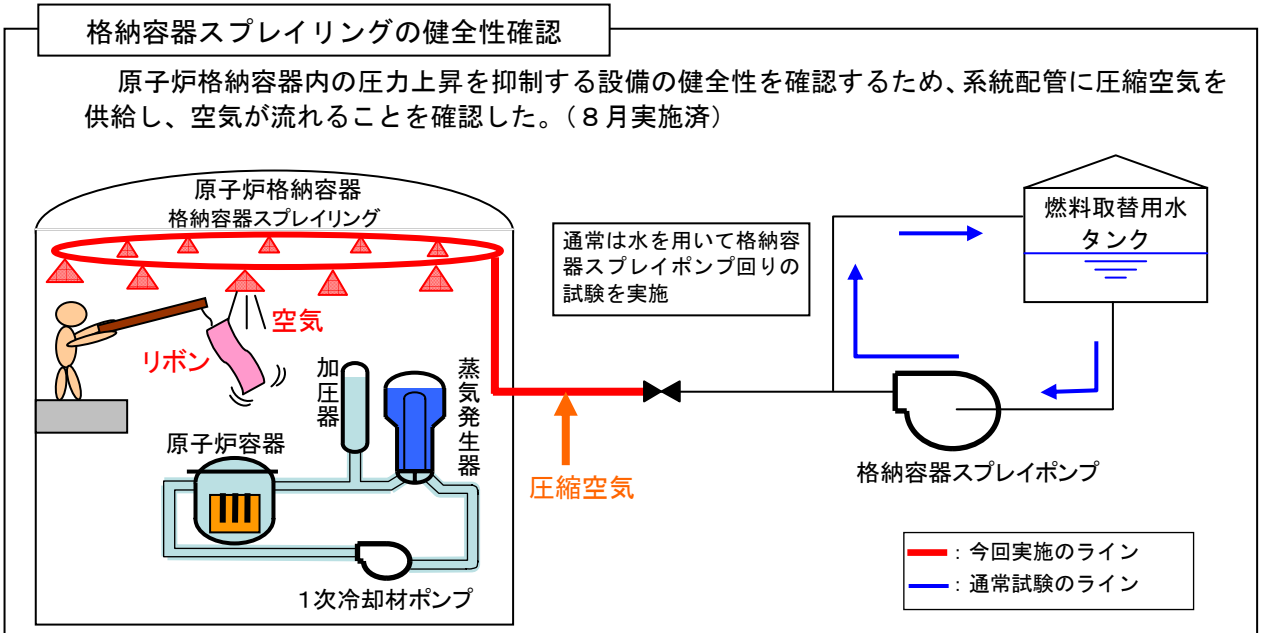 格納容器スプレイリングの健全性確認
原子炉格納容器内の圧力上昇を抑制する設備の健全性を確認するため、系統配管に圧縮空気を
供給し、空気が流れることを確認した。（８月実施済）
原子炉格納容器
格納容器スプレイリング
通常は水を用いて格納容
器スプレイポンプ回りの
試験を実施
燃料取替用水
タンク
空気
リボン
加圧器
蒸気発生器
原子炉容器
圧縮空気
格納容器スプレイポンプ
１次冷却材ポンプ
：今回実施のライン
：通常試験のライン